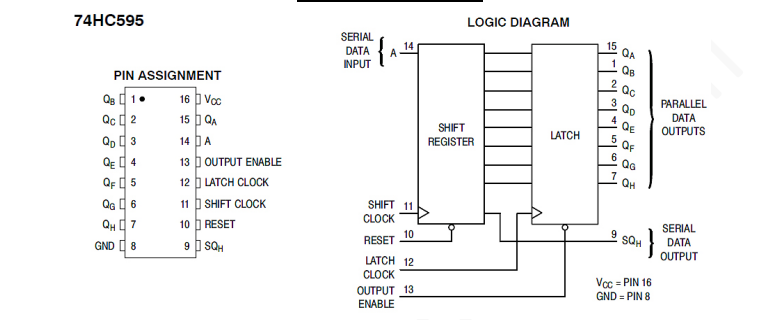 74HC595
PIN ASSIGNMENT
QB 1 16 VCC
QC 2 15 QA
QD 3 14 A
QE 4 13 OUTPUT ENABLE
QF 5 12 LATCH CLOCK
QG 6 11 SHIFT CLOCK
QH 7 10 RESET
GND 8 9 SQH
LOGIC DIAGRAM
SERIAL
DATA
INPUT
A 14
SHIFT
REGISTER
LATCH
15 QA
1 QB
2 QC
3 QD
4 QE
5 QF
6 QG
7 QH
PARALLEL
DATA
OUTPUTS
SHIFT
CLOCK
11
RESET 10
LATCH
CLOCK
12
OUTPUT
ENABLE
13
9 SQH
SERIAL
DATA
OUTPUT
VCC = PIN 16
GND = PIN 8